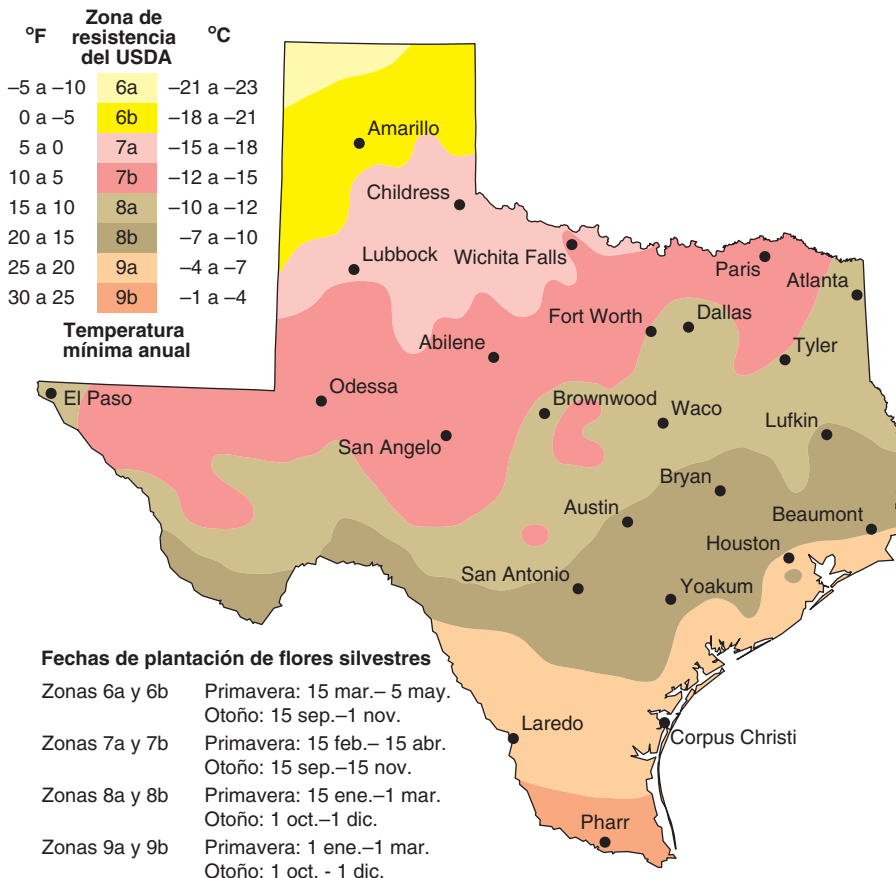 °F
Zona de
resistencia
del USDA
°C
–5 a –10 6a –21 a –23
0 a –5 6b –18 a –21
5 a 0 7a –15 a –18
10 a 5 7b –12 a –15
15 a 10 8a –10 a –12
20 a 15 8b –7 a –10
25 a 20 9a –4 a –7
30 a 25 9b –1 a –4
Temperatura
mínima anual
Amarillo
Childress
Lubbock
Wichita Falls
Paris
Atlanta
Fort Worth
Dallas
Abilene
Tyler
El Paso
Odessa
Brownwood
Waco
Lufkin
San Angelo
Bryan
Austin
Beaumont
Houston
San Antonio
Yoakum
Laredo
Corpus Christi
Pharr
Fechas de plantación de flores silvestres
Zonas 6a y 6b Primavera: 15 mar.– 5 may.
Otoño: 15 sep.–1 nov.
Zonas 7a y 7b Primavera: 15 feb.– 15 abr.
Otoño: 15 sep.–15 nov.
Zonas 8a y 8b Primavera: 15 ene.–1 mar.
Otoño: 1 oct.–1 dic.
Zonas 9a y 9b Primavera: 1 ene.–1 mar.
Otoño: 1 oct. - 1 dic.